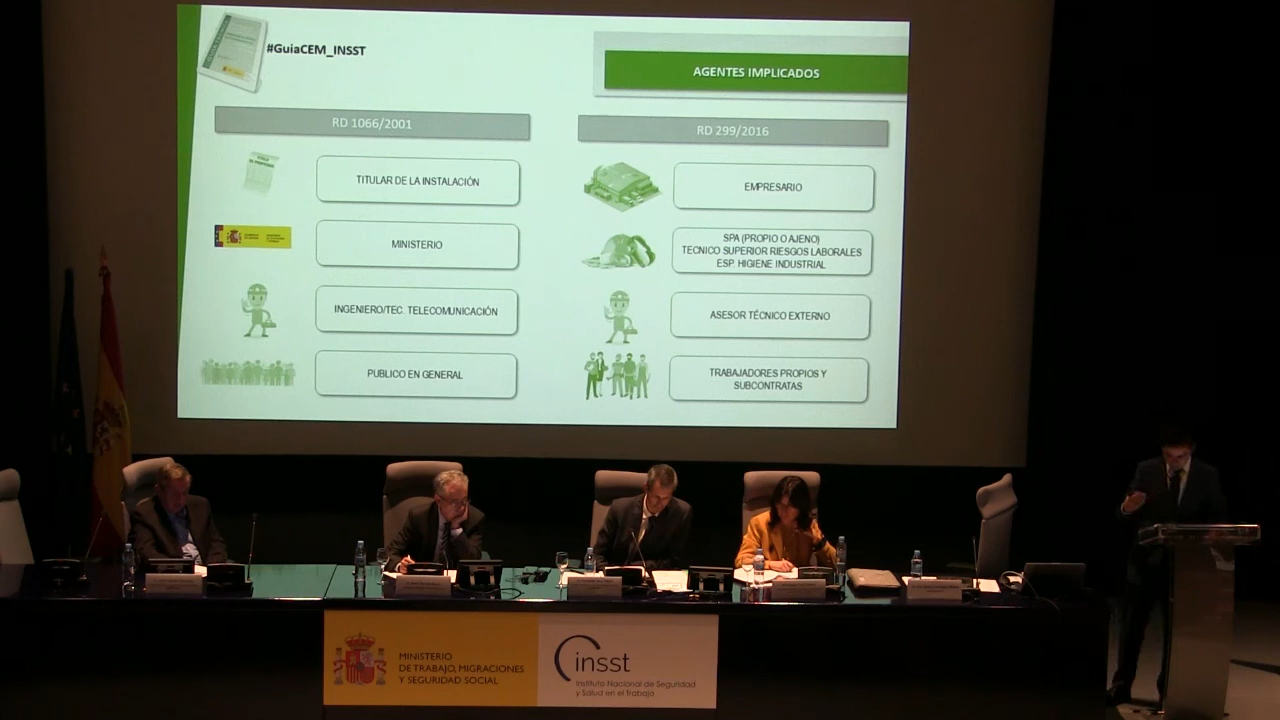 #GuiaCEM_INSST
AGENTES IMPLICADOS
RD 1066/2001
TITULAR DE LA INSTALACIÓN
MINISTERIO
INGENIERO/TEC. TELECOMUNICACIÓN
PUBLICO EN GENERAL
RD 299/2016
EMPRESARIO
SPA (PROPIO O AJENO)
TECNICO SUPERIOR RIESGOS LABORALES
ESP. HIGIENE INDUSTRIAL
ASESOR TÉCNICO EXTERNO
TRABAJADORES PROPIOS Y
SUBCONTRATAS
MINISTERIO
DE TRABAJO, MIGRACIONES
Y SEGURIDAD SOCIAL
insst
Instituto Nacional de Seguridad
y Salud en el Trabajo